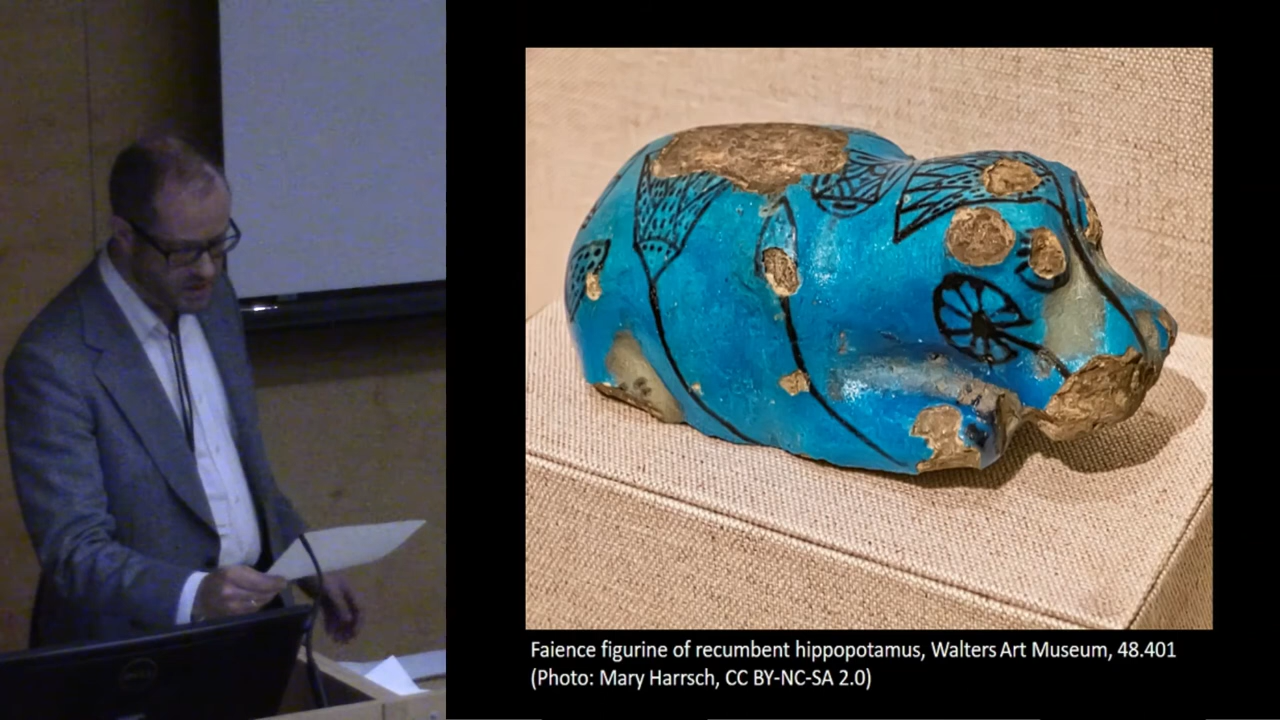 Faience figurine of recumbent hippopotamus, Walters Art Museum, 48.401
(Photo: Mary Harrsch, CC BY-NC-SA 2.0)